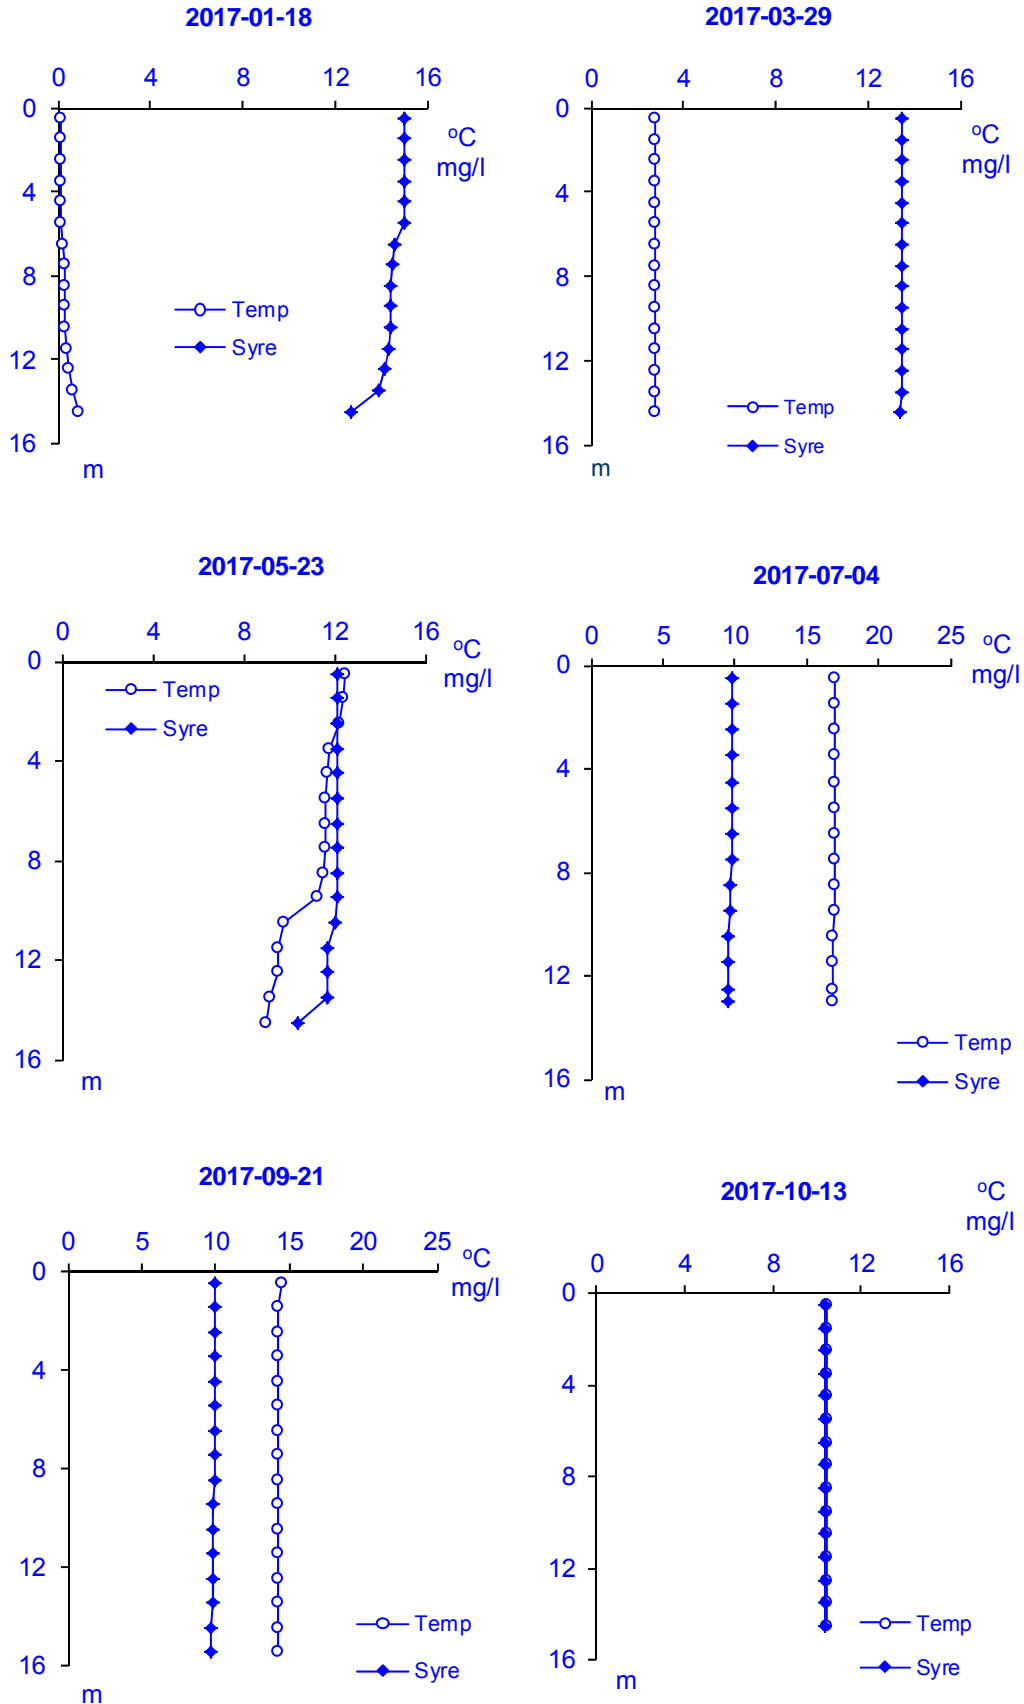 2017-01-18
0 4 8 12 16
0
4
8
12
16
ºC
mg/l
Temp
Syre
m
2017-03-29
0 4 8 12 16
0
4
8
12
16
ºC
mg/l
Temp
Syre
m
2017-05-23
0 4 8 12 16
0
4
8
12
16
ºC
mg/l
Temp
Syre
m
2017-07-04
0 5 10 15 20 25
0
4
8
12
16
ºC
mg/l
Temp
Syre
m
2017-09-21
0 5 10 15 20 25
0
4
8
12
16
ºC
mg/l
Temp
Syre
m
2017-10-13
0 4 8 12 16
0
4
8
12
16
ºC
mg/l
Temp
Syre
m